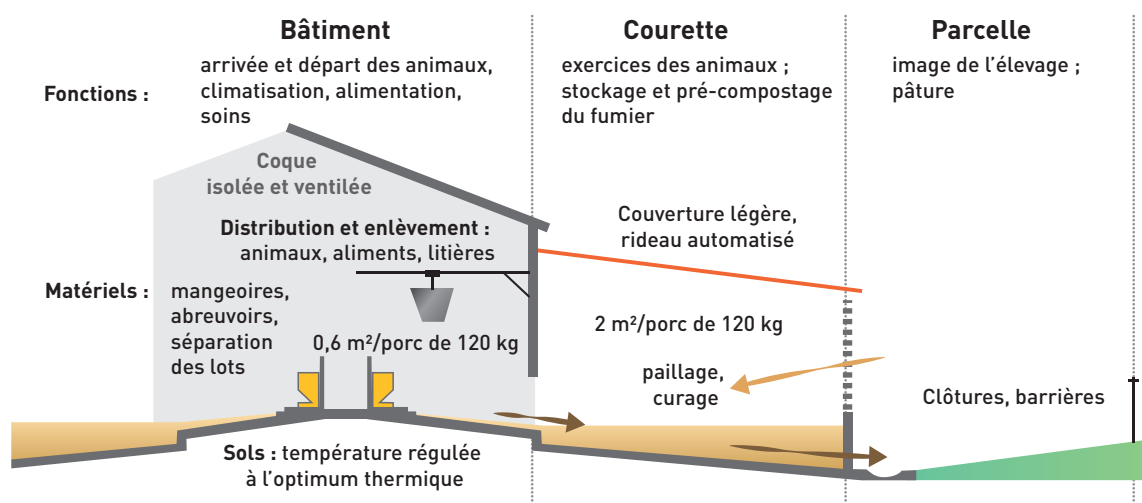 Bâtiment
Courette
Parcelle
Fonctions :
arrivée et départ des animaux,
climatisation, alimentation,
soins
exercices des animaux ;
stockage et pré-compostage
du fumier
image de l’élevage ;
pâture
Coque
isolée et ventilée
Distribution et enlèvement :
animaux, aliments, litières
Couverture légère,
rideau automatisé
Matériels :
mangeoires,
abreuvoirs,
séparation
des lots
0,6 m²/porc de 120 kg
2 m²/porc de 120 kg
paillage,
curage
Clôtures, barrières
Sols : température régulée
à l’optimum thermique